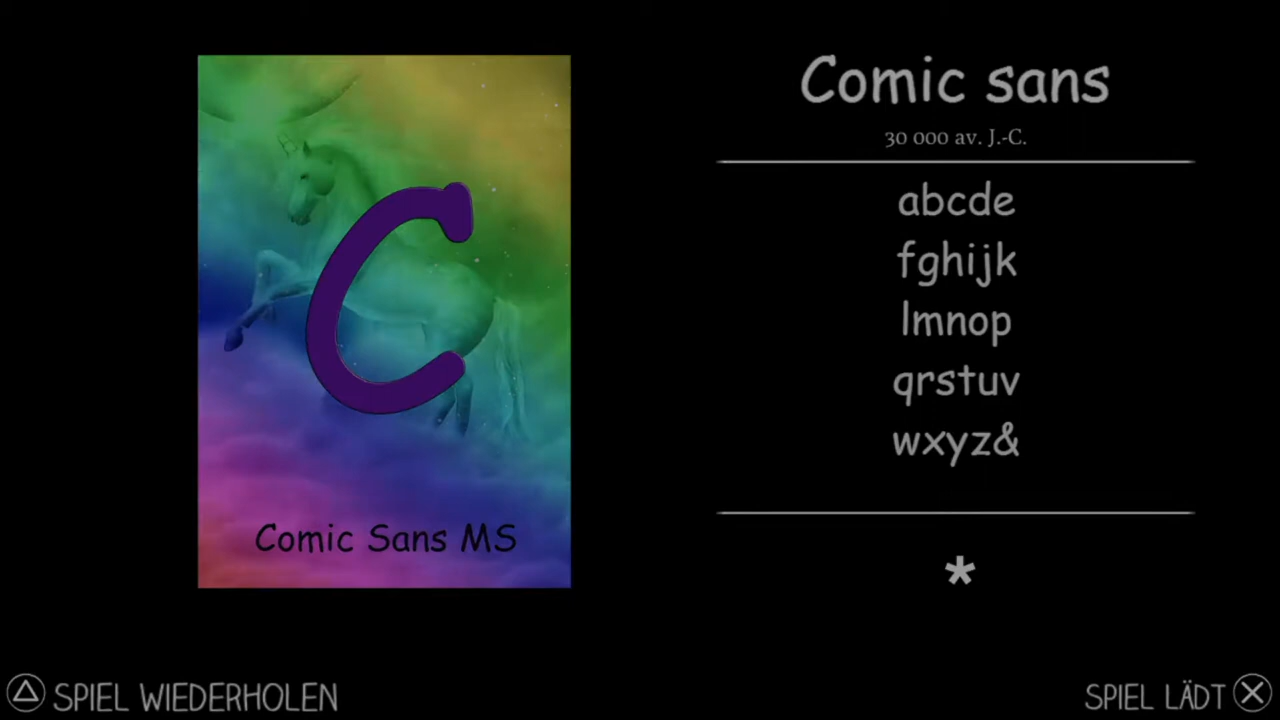 C
Comic Sans MS
Comic sans
30 000 av. J.-C.
abcde
fghijk
lmnop
qrstuv
wxyz&
*
SPIEL WIEDERHOLEN
SPIEL LÄDT